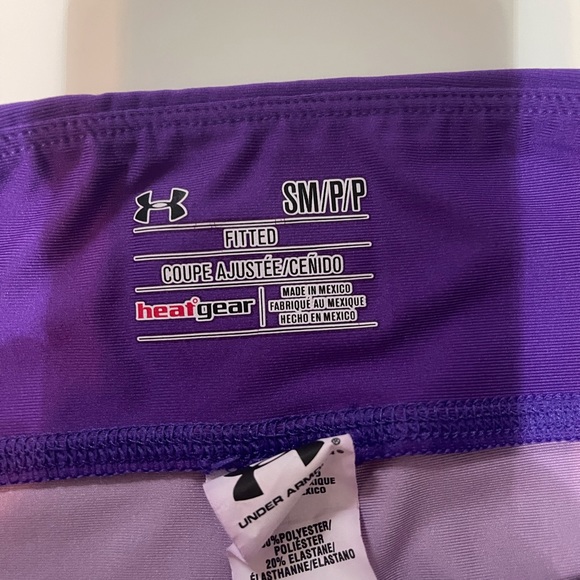 SM/P/P
FITTED
COUPE AJUSTÉE/CEÑIDO
heatgear
MADE IN MEXICO
FABRIQUÉ AU MEXIQUE
HECHO EN MEXICO
UNDER ARMO
20% ELASTANE/
ÉLASTHANNE/ELASTANO
%POLYESTER/
POLIÉSTER